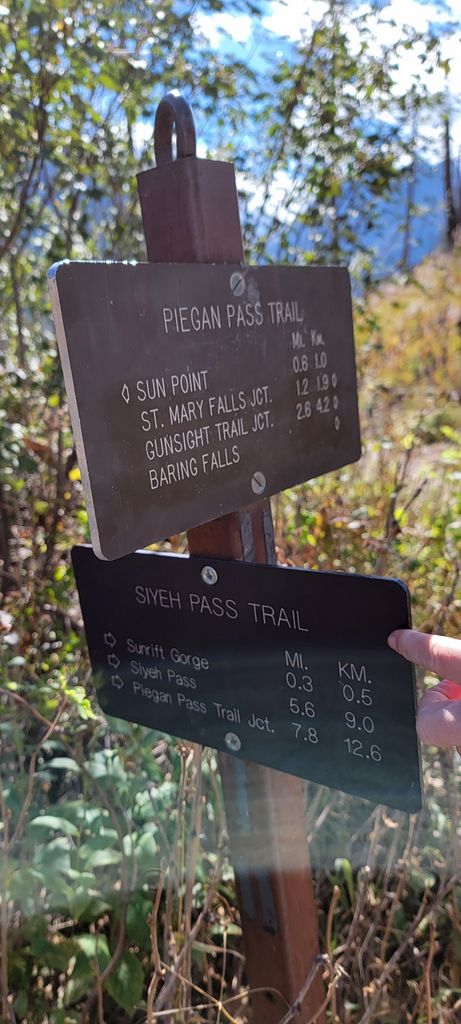 PIEGAN PASS TRAIL
MI. KM.
◊ SUN POINT 0.6 1.0
ST. MARY FALLS JCT. 1.2 1.9 ◊
GUNSIGHT TRAIL JCT. 2.6 4.2 ◊
BARING FALLS ◊
SIYEH PASS TRAIL
MI. KM.
⇨ Sunrift Gorge 0.3 0.5
⇨ Siyeh Pass 5.6 9.0
⇨ Piegan Pass Trail Jct. 7.8 12.6